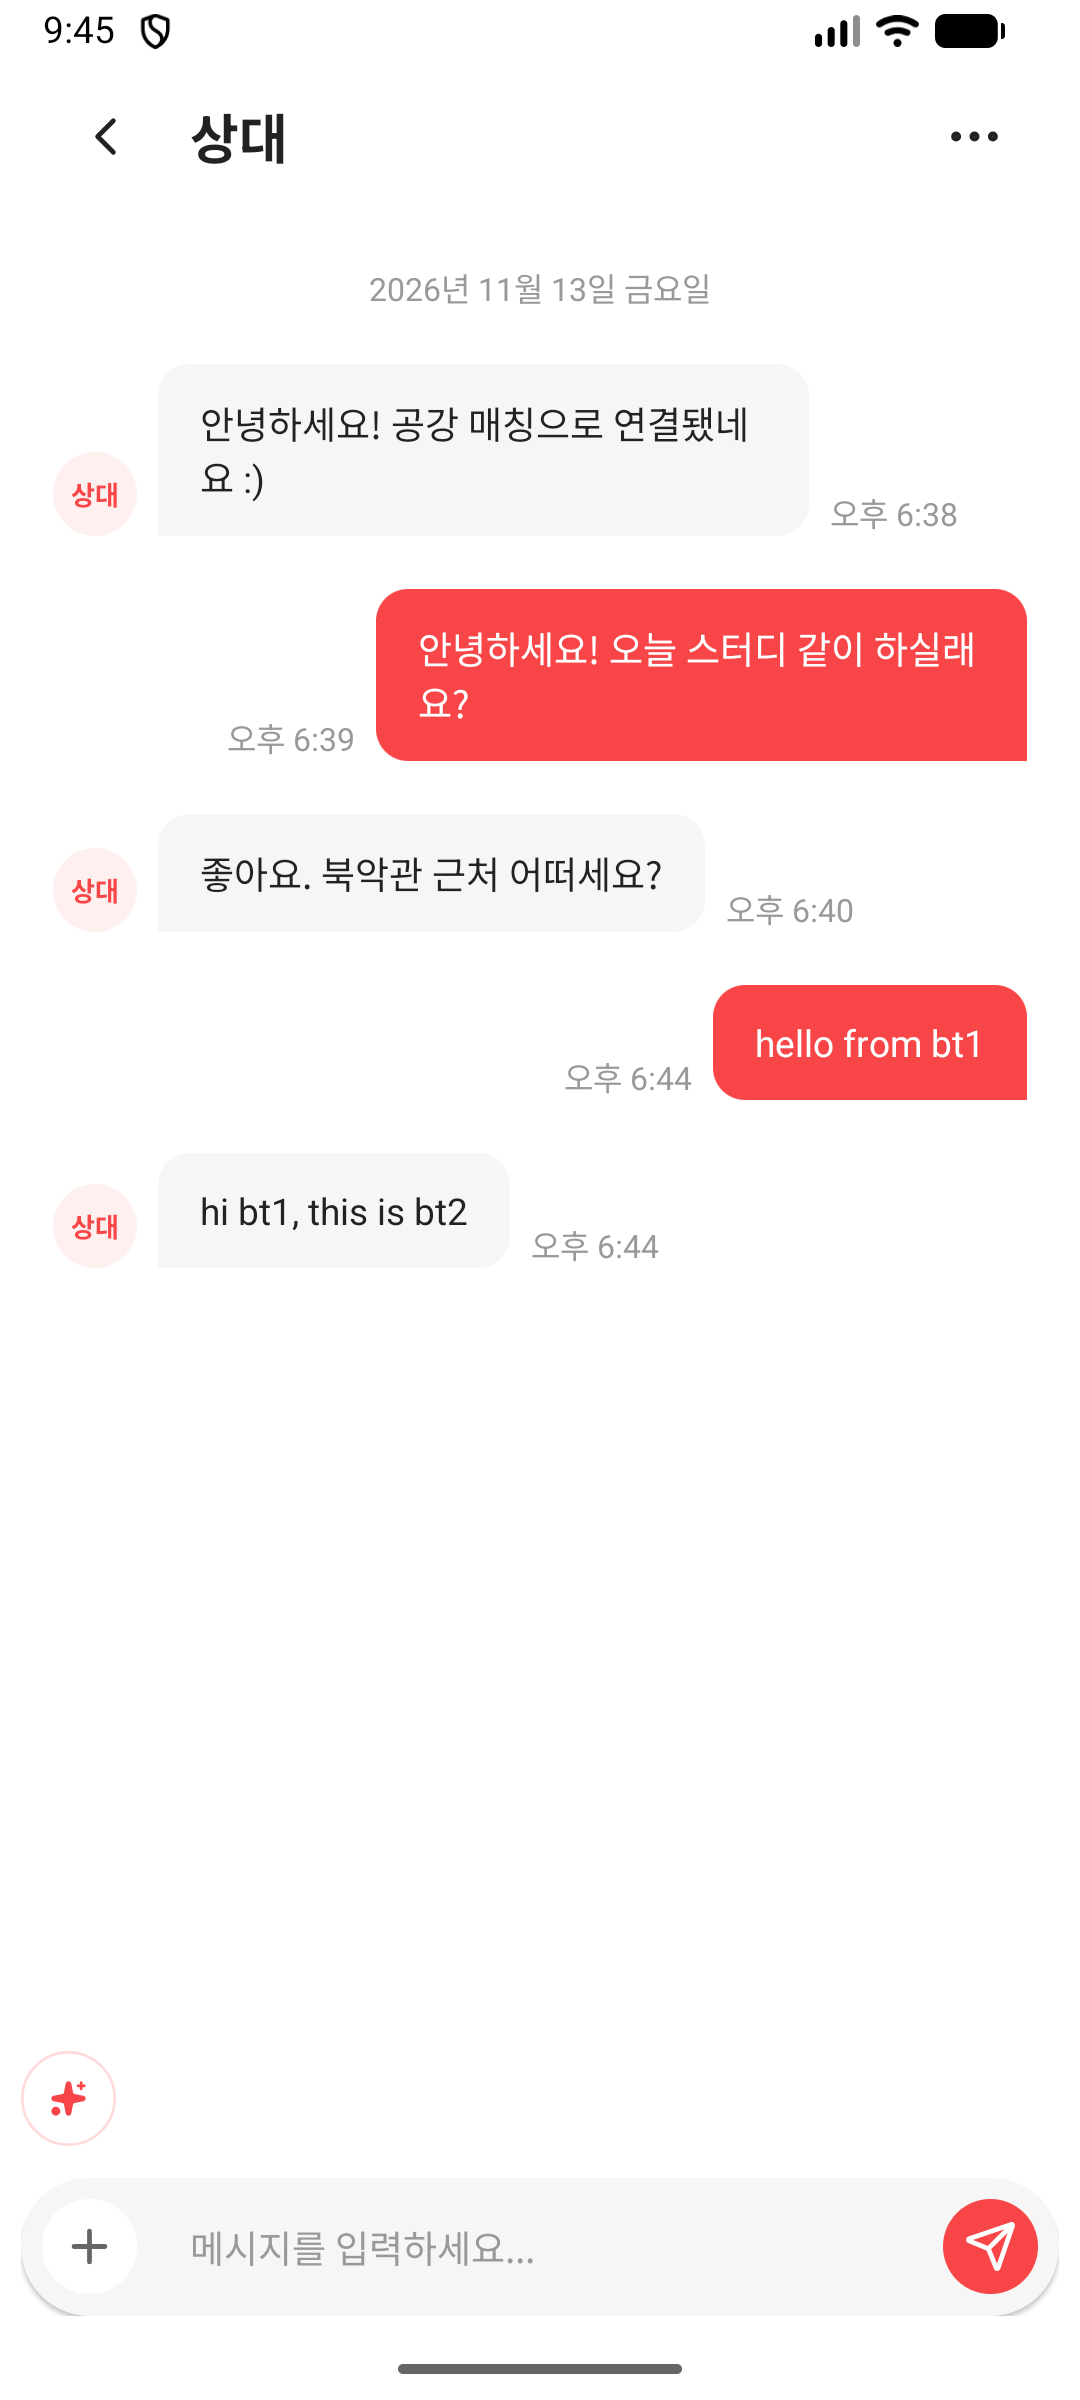 9:45
상대
2026년 11월 13일 금요일
안녕하세요! 공강 매칭으로 연결됐네
요 :)
상대
오후 6:38
안녕하세요! 오늘 스터디 같이 하실래
요?
오후 6:39
좋아요. 북악관 근처 어떠세요?
상대
오후 6:40
hello from bt1
오후 6:44
hi bt1, this is bt2
상대
오후 6:44
메시지를 입력하세요...